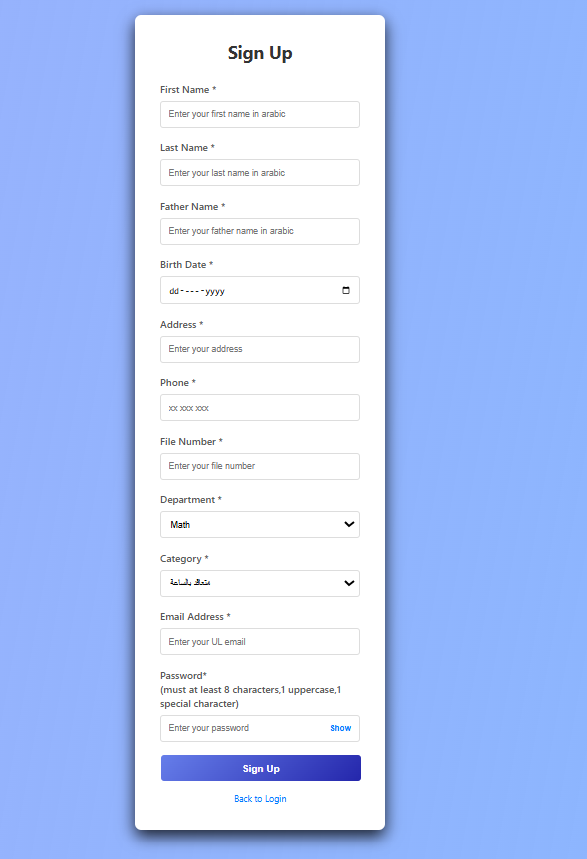 Sign Up
First Name *
Enter your first name in arabic
Last Name *
Enter your last name in arabic
Father Name *
Enter your father name in arabic
Birth Date *
dd-----yyyy
Address *
Enter your address
Phone *
xx xxx xxx
File Number *
Enter your file number
Department *
Math
Category *
متعاقد بالساعة
Email Address *
Enter your UL email
Password*
(must at least 8 characters,1 uppercase,1
special character)
Enter your password Show
Sign Up
Back to Login